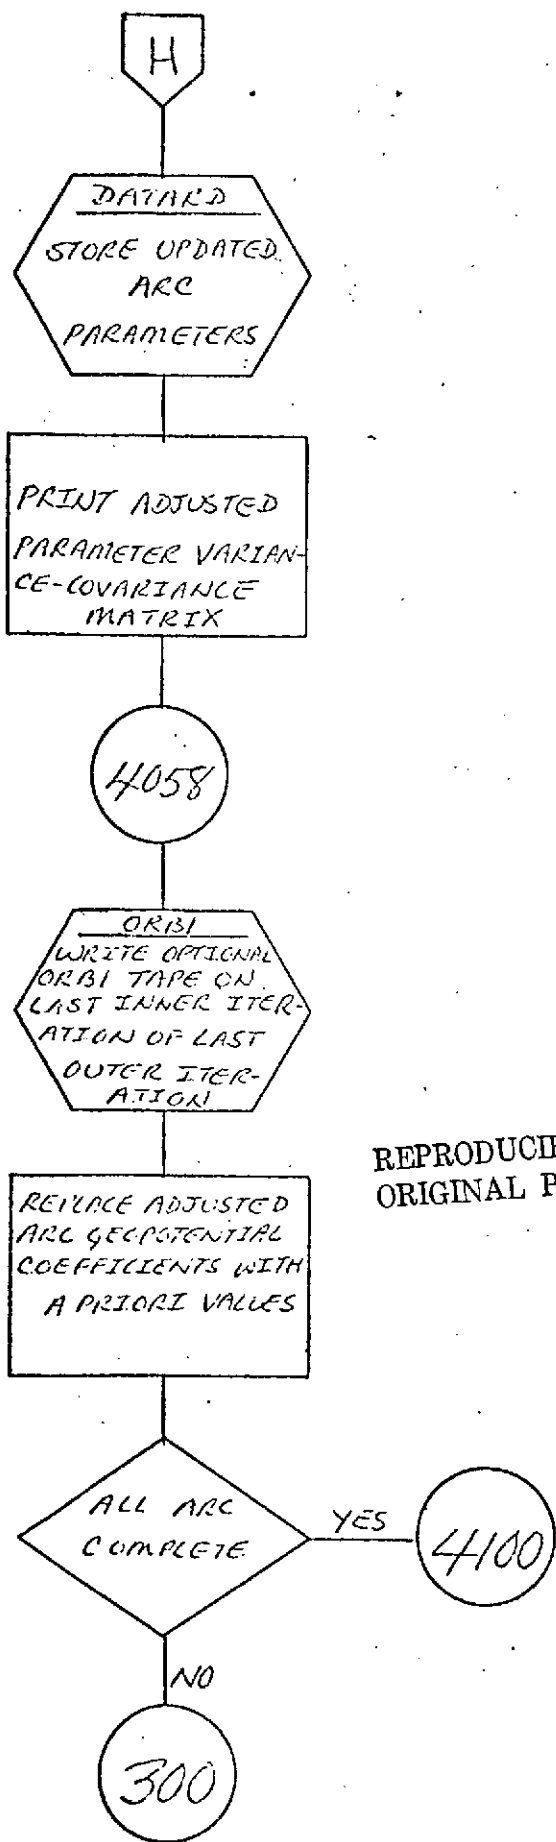 H
DATARD
STORE UPDATED
ARC
PARAMETERS
PRINT ADJUSTED
PARAMETER VARIAN-
CE-COVARIANCE
MATRIX
4058
ORB1
WRITE OPTIONAL
ORB1 TAPE ON
LAST INNER ITER-
ATION OF LAST
OUTER ITER-
ATION
REPLACE ADJUSTED
ARC GEOPOTENTIAL
COEFFICIENTS WITH
A PRIORI VALUES
REPRODUCI
ORIGINAL P
ALL ARC
COMPLETE
YES
4100
NO
300